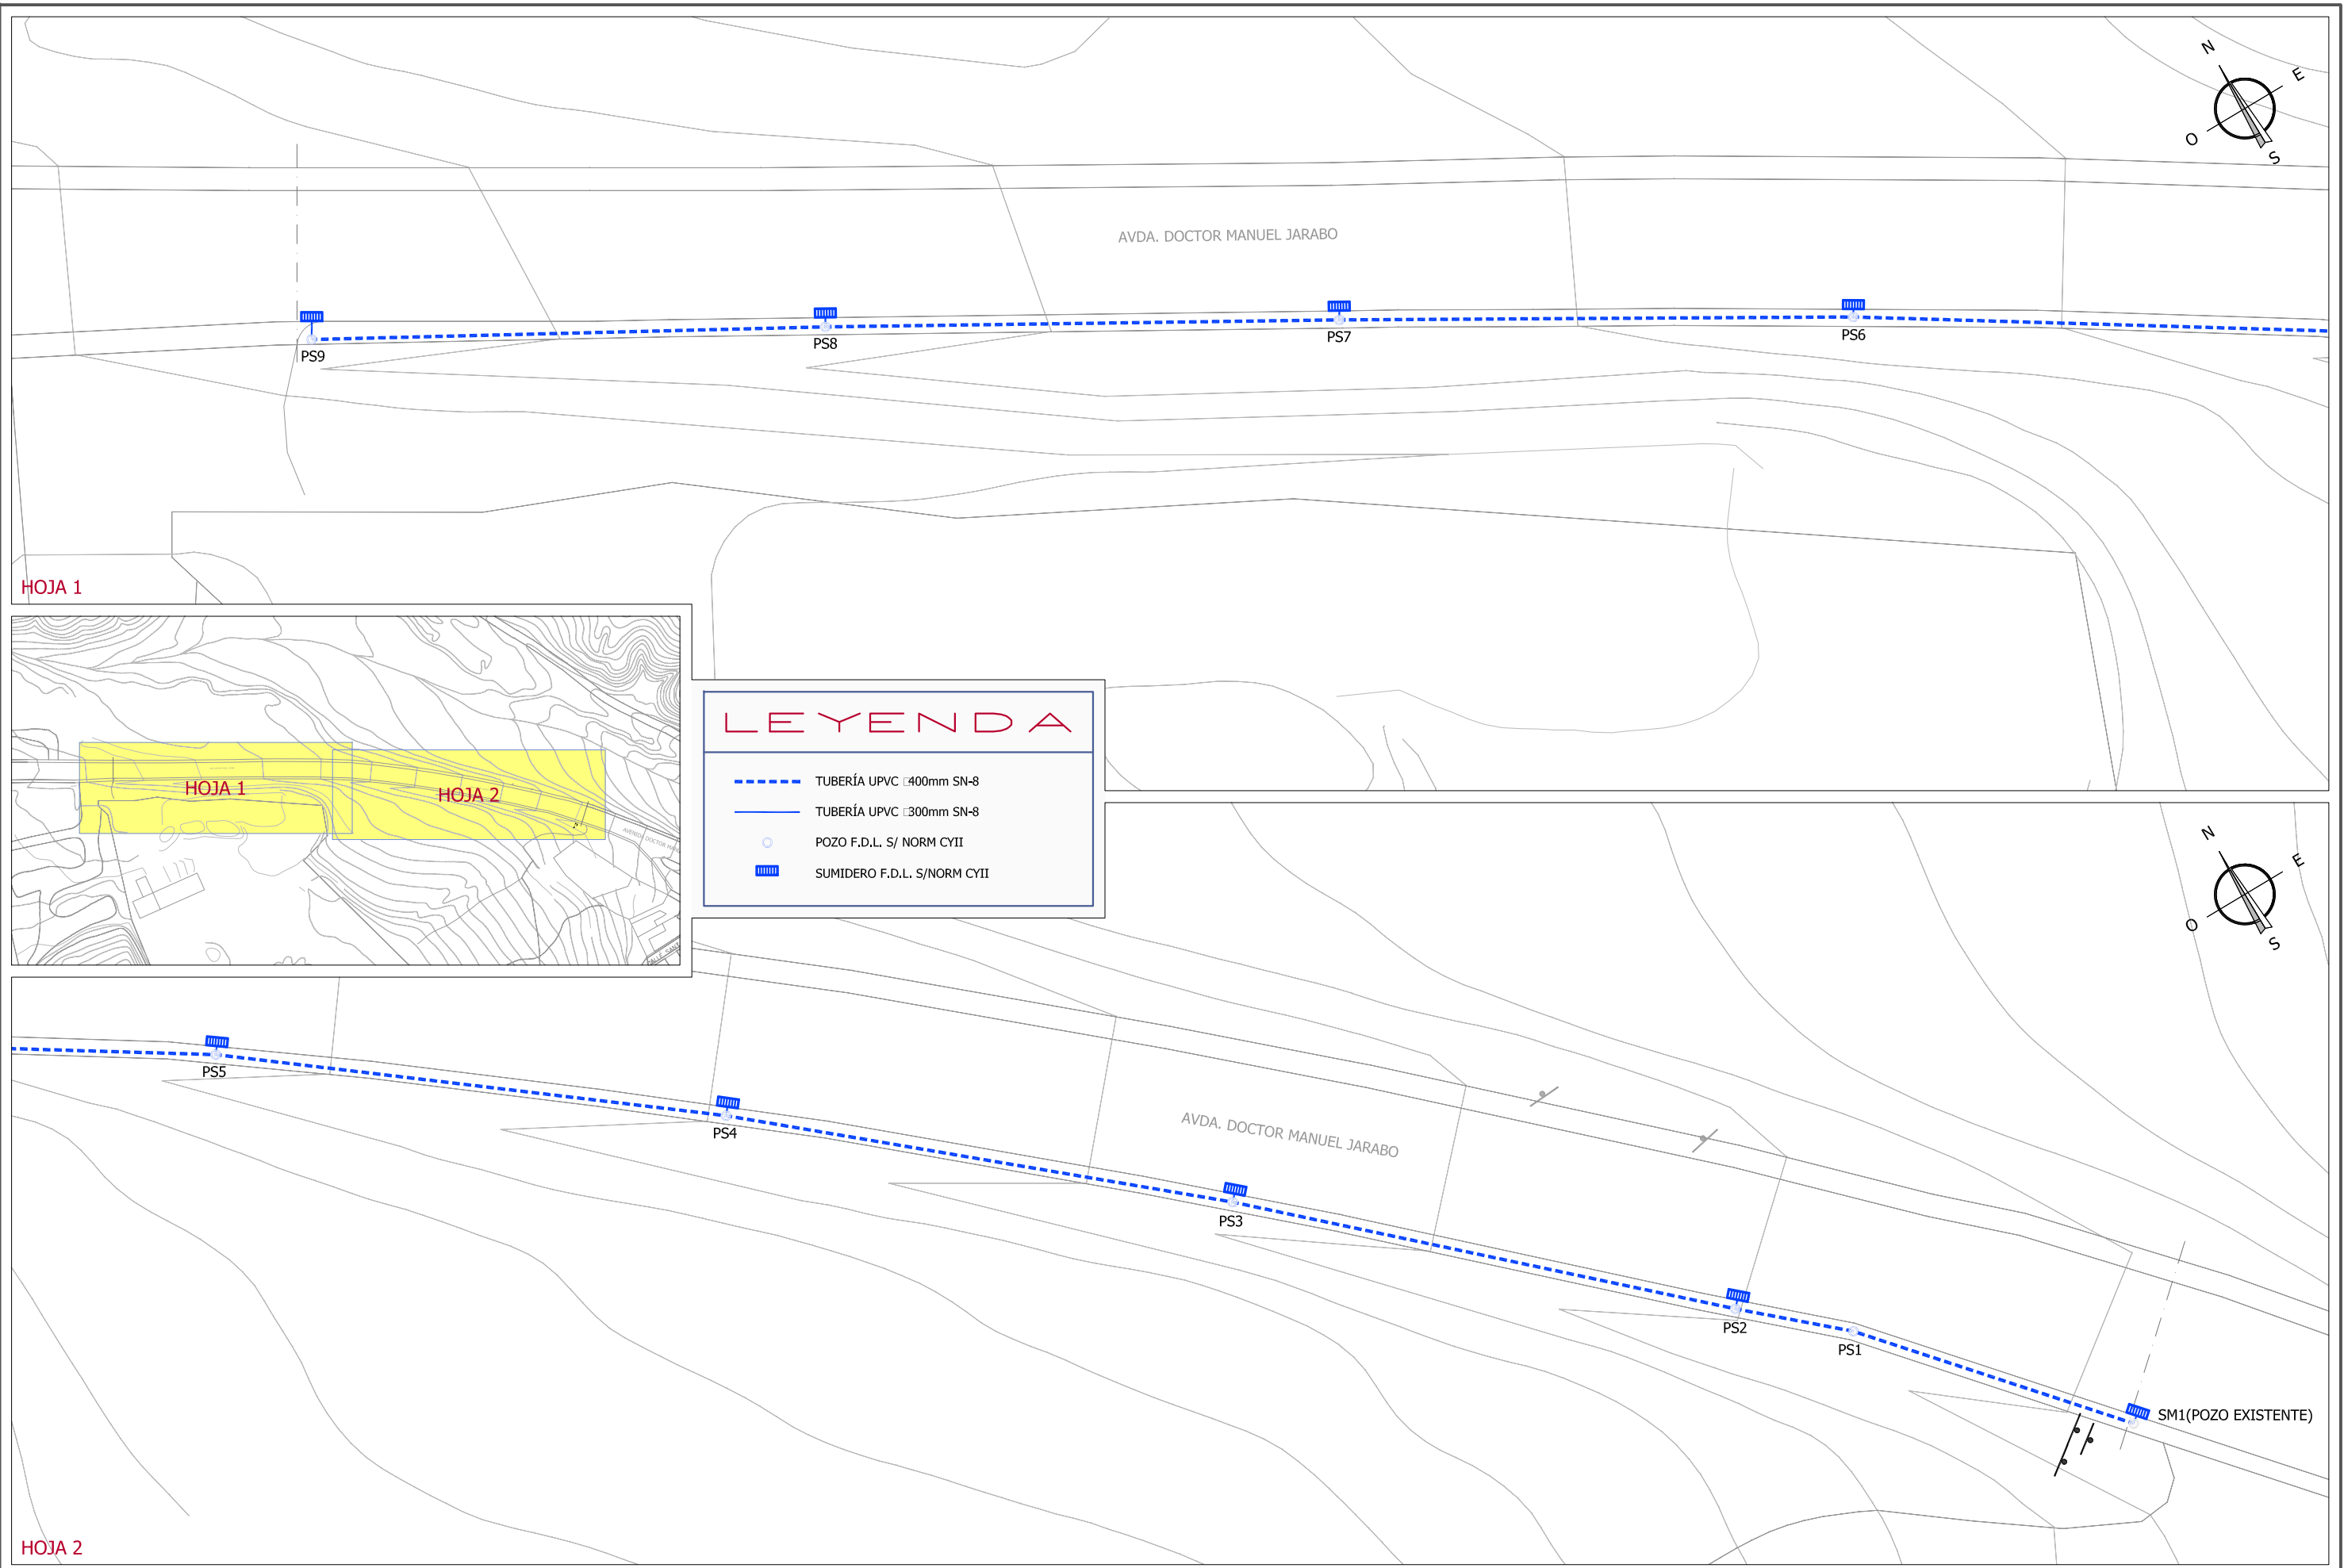 N
E
O
S
AVDA. DOCTOR MANUEL JARABO
PS9
PS8
PS7
PS6
HOJA 1
HOJA 1
HOJA 2
LEYENDA
TUBERÍA UPVC □400mm SN-8
TUBERÍA UPVC □300mm SN-8
POZO F.D.L. S/ NORM CYII
SUMIDERO F.D.L. S/NORM CYII
N
E
O
S
PS5
PS4
AVDA. DOCTOR MANUEL JARABO
PS3
PS2
PS1
SM1(POZO EXISTENTE)
HOJA 2